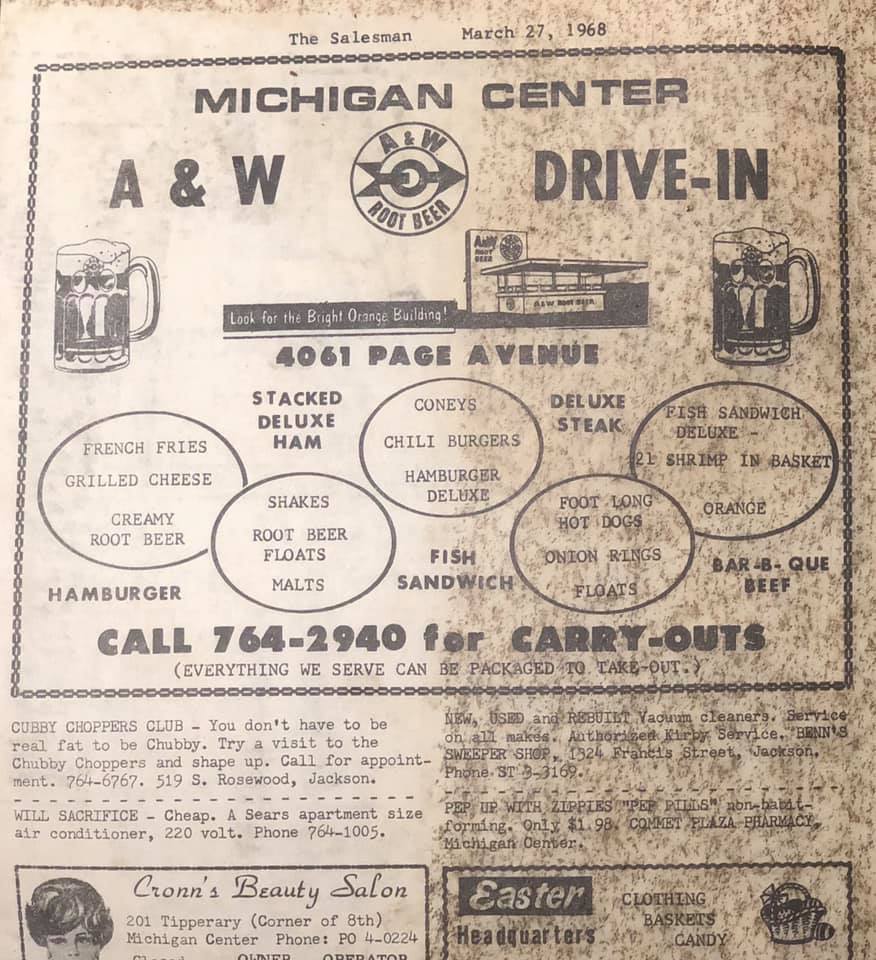 The Salesman March 27, 1968
MICHIGAN CENTER
A & W
A & W
ROOT BEER
DRIVE-IN
A&W
ROOT
BEER
A & W ROOT BEER
Look for the Bright Orange Building!
4061 PAGE AVENUE
STACKED
DELUXE
HAM
CONEYS
CHILI BURGERS
HAMBURGER
DELUXE
DELUXE
STEAK
FISH SANDWICH
DELUXE -
21 SHRIMP IN BASKET
ORANGE
FRENCH FRIES
GRILLED CHEESE
CREAMY
ROOT BEER
SHAKES
ROOT BEER
FLOATS
MALTS
FOOT LONG
HOT DOGS
ONION RINGS
FLOATS
HAMBURGER
FISH
SANDWICH
BAR-B-QUE
BEEF
CALL 764-2940 for CARRY-OUTS
(EVERYTHING WE SERVE CAN BE PACKAGED TO TAKE-OUT.)
CUBBY CHOPPERS CLUB - You don't have to be
real fat to be Chubby. Try a visit to the
Chubby Choppers and shape up. Call for appoint-
ment. 764-6767. 519 S. Rosewood, Jackson.
WILL SACRIFICE - Cheap. A Sears apartment size
air conditioner, 220 volt. Phone 764-1005.
NEW, USED and REBUILT Vacuum cleaners. Service
on all makes. Authorized Kirby Service. BENN'S
SWEEPER SHOP, 1324 Francis Street, Jackson.
Phone ST 3-3169.
PEP UP WITH ZIPPIES "PEP PILLS" non-habit-
forming. Only $1.98. COMMET PLAZA PHARMACY,
Michigan Center.
Cronn's Beauty Salon
201 Tipperary (Corner of 8th)
Michigan Center Phone: PO 4-0224
Closed OWNER OPERATOR
Easter
Headquarters
CLOTHING
BASKETS
CANDY